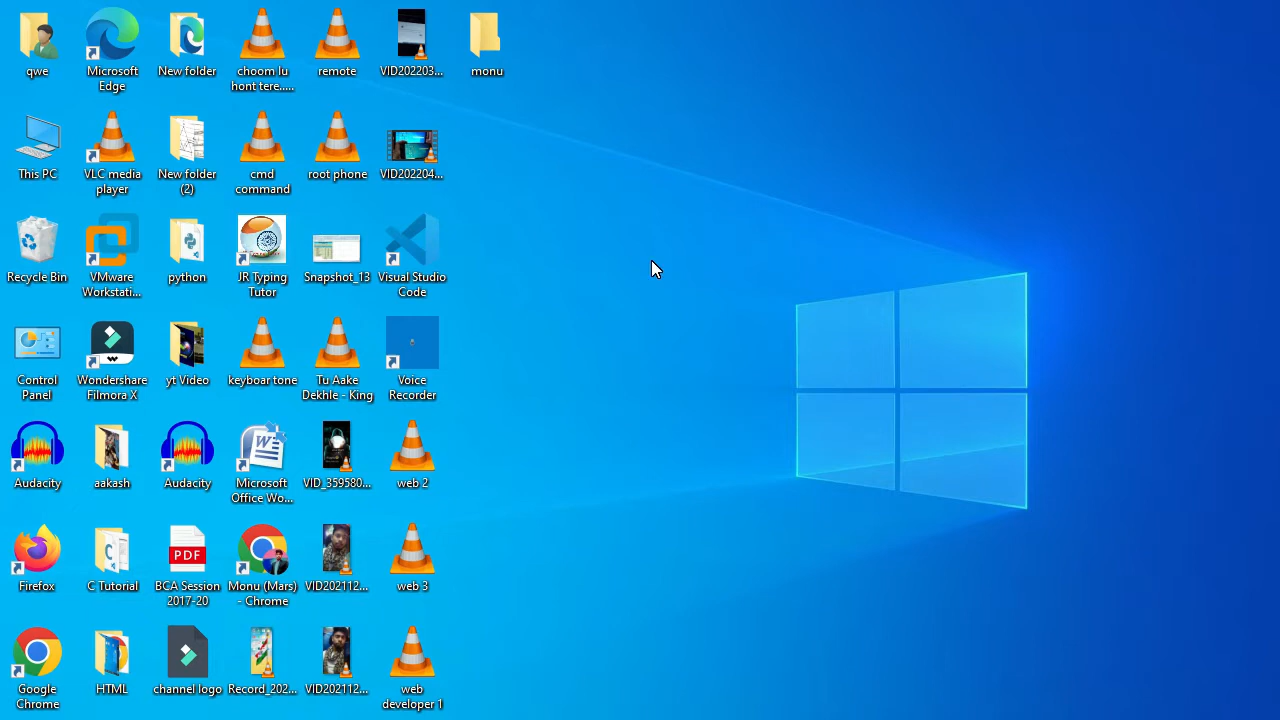 qwe
Microsoft
Edge
New folder
choom lu
hont tere.....
remote
VID202203...
monu
This PC
VLC media
player
New folder
(2)
cmd
command
root phone
VID202204...
Recycle Bin
VMware
Workstati...
python
JR Typing
Tutor
Snapshot_13
Visual Studio
Code
Control
Panel
Wondershare
Filmora X
yt Video
keyboar tone
Tu Aake
Dekhle - King
Voice
Recorder
Audacity
aakash
Audacity
Microsoft
Office Wo...
VID_359580...
web 2
Firefox
C Tutorial
PDF
BCA Session
2017-20
Monu (Mars)
- Chrome
VID202112...
web 3
Google
Chrome
HTML
channel logo
Record_202...
VID202112...
web
developer 1